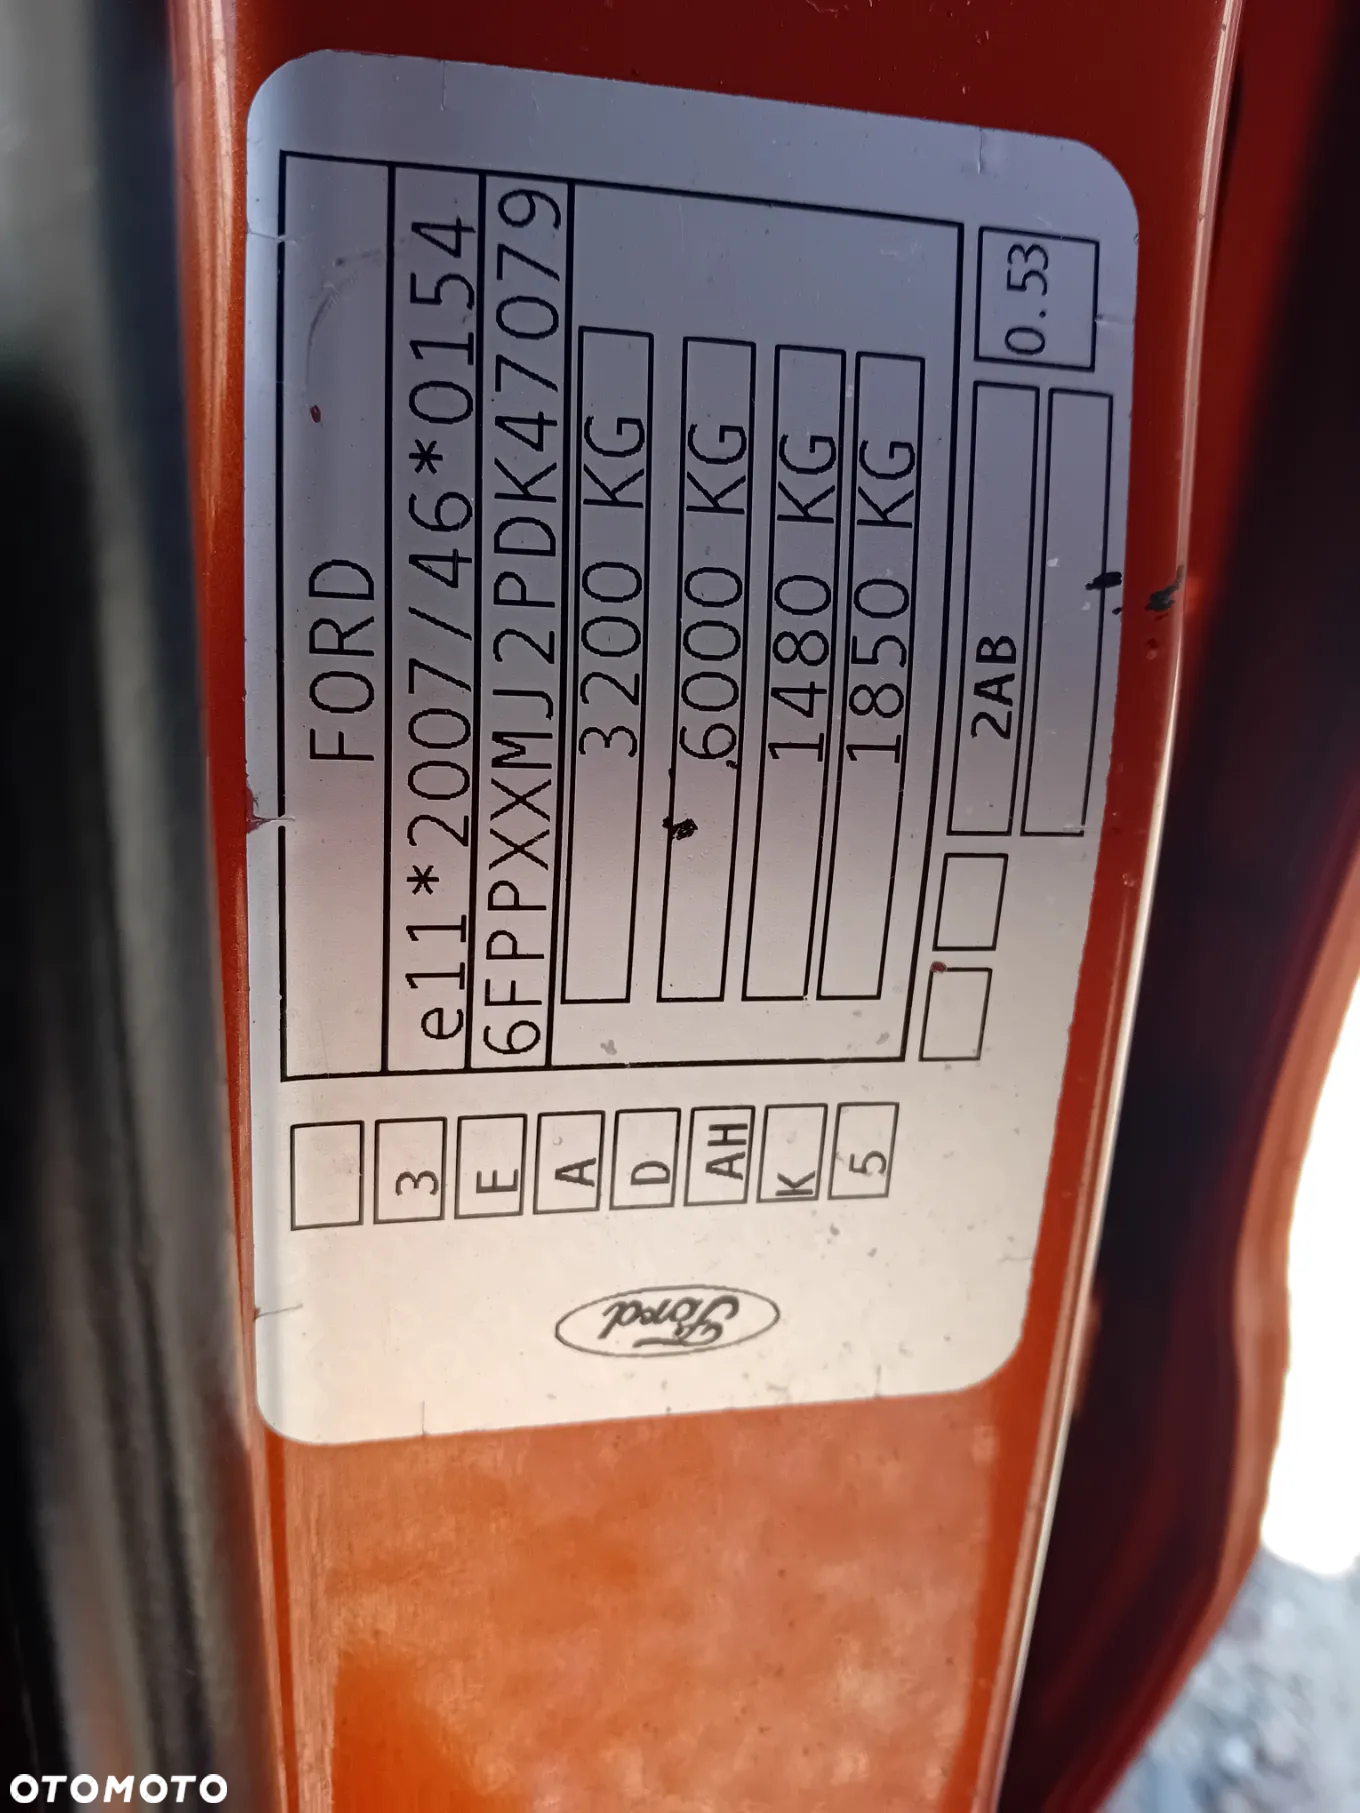 FORD
e11*2007/46*0154
6FPPXXMJ2PDK47079
3200 KG
6000 KG
1480 KG
1850 KG
2AB
0.53
3
E
A
D
AH
K
5
Ford
OTOMOTO